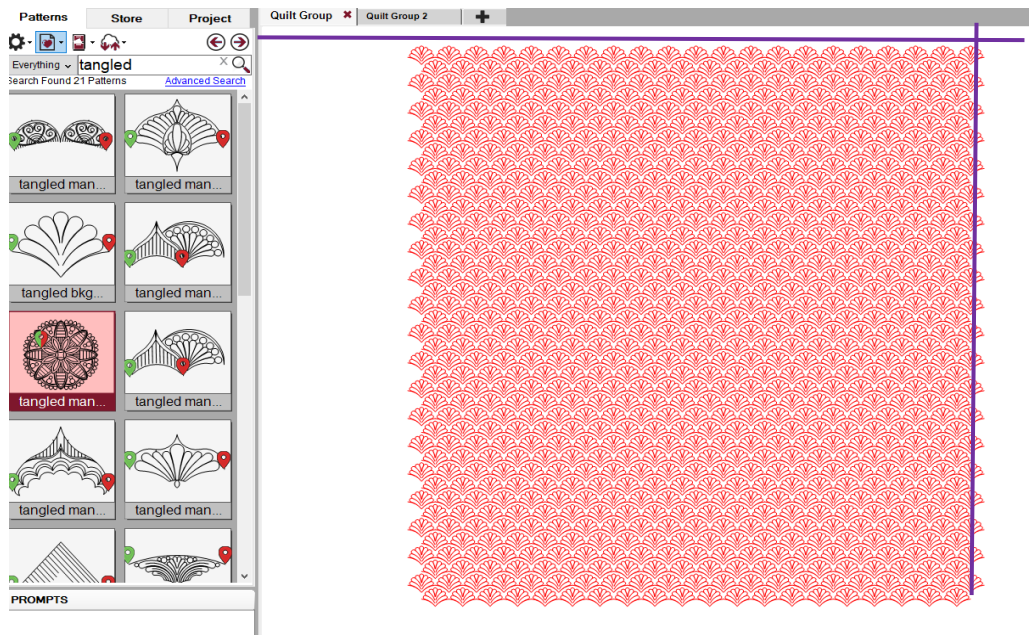 Patterns Store Project
Quilt Group Quilt Group 2
Everything tangled X
Search Found 21 Patterns Advanced Search
tangled man... tangled man...
tangled bkg... tangled man...
tangled man... tangled man...
tangled man... tangled man...
PROMPTS